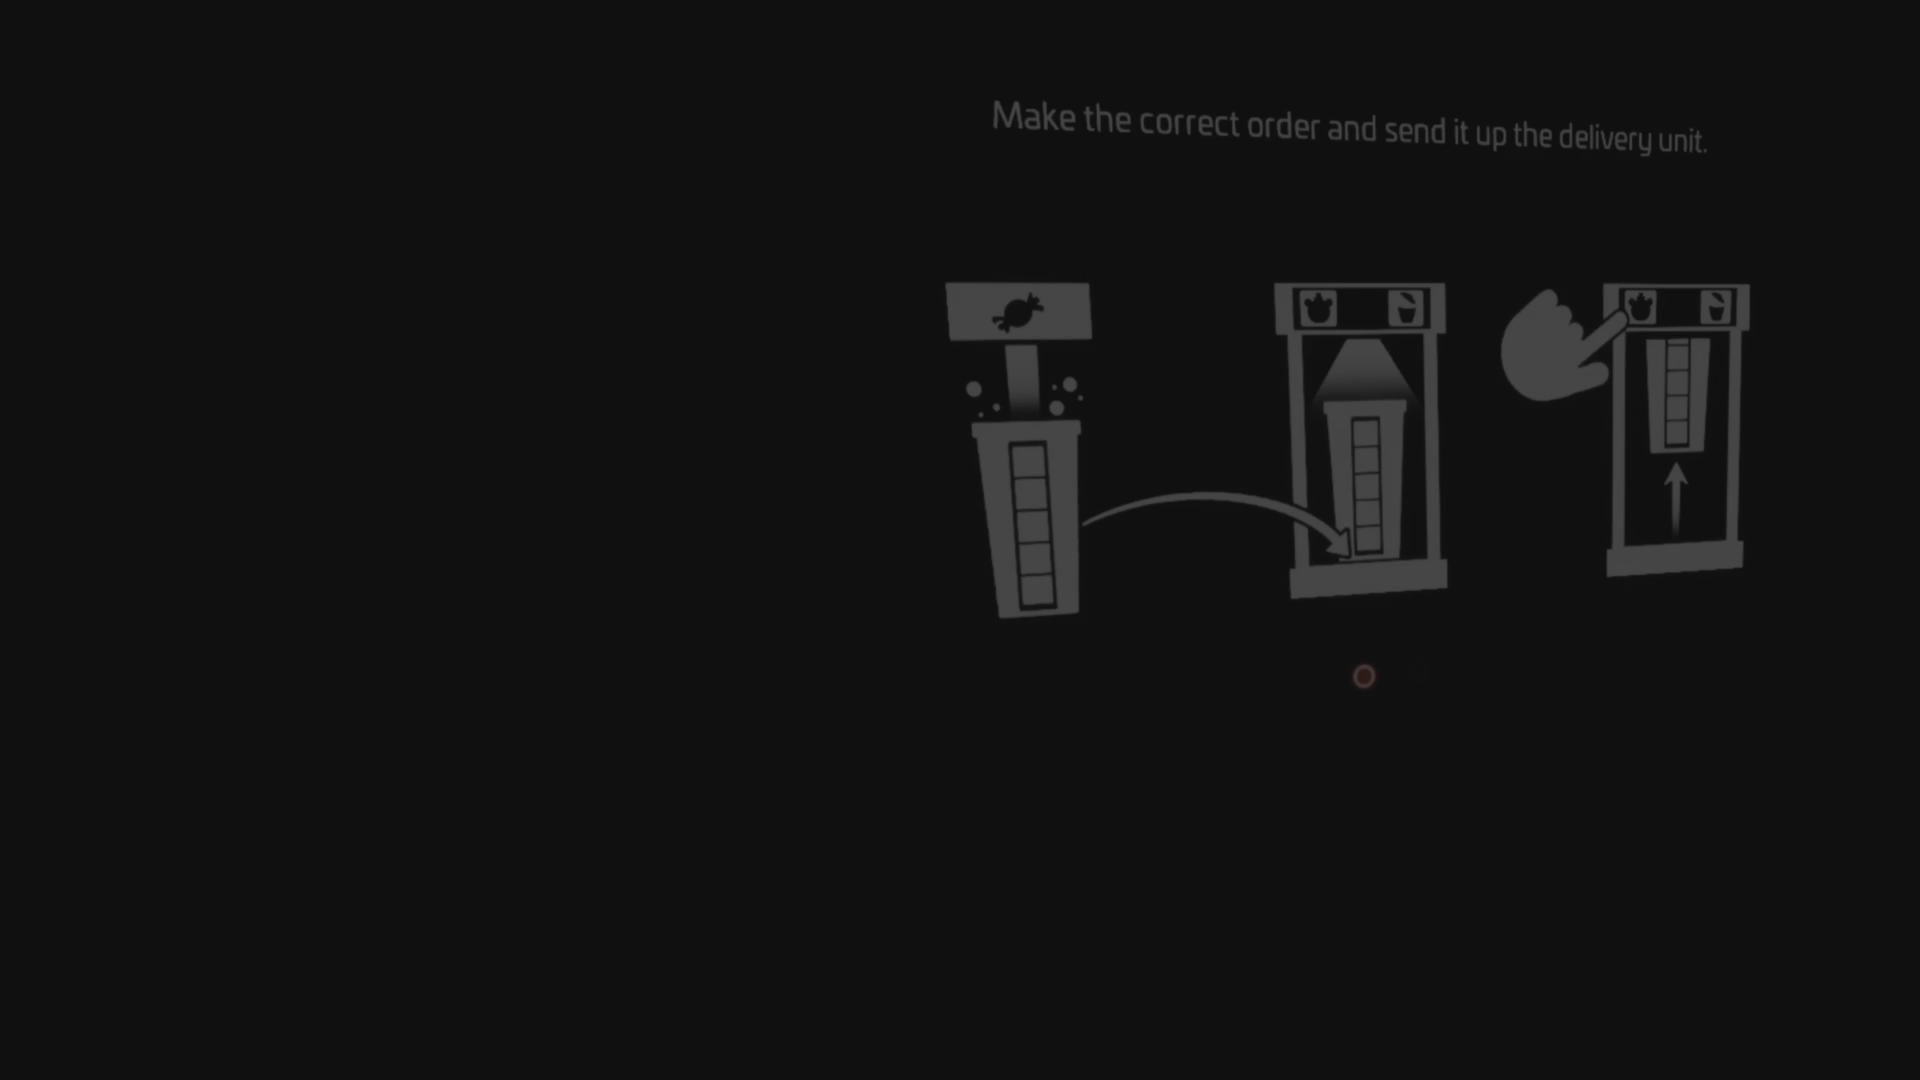 Make the correct order and send it up the delivery unit.